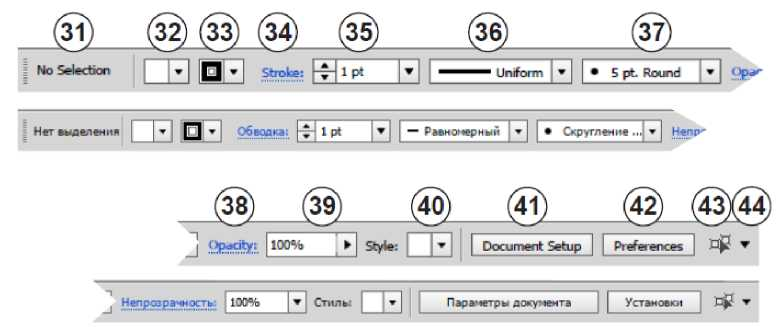 31 32 33 34 35 36 37
No Selection Stroke: 1 pt Uniform 5 pt. Round Opac
Нет выделения Обводка: 1 pt Равномерный Скругление ... Непр
38 39 40 41 42 43 44
Opacity: 100% Style: Document Setup Preferences
Непрозрачность: 100% Стиль: Параметры документа Установки